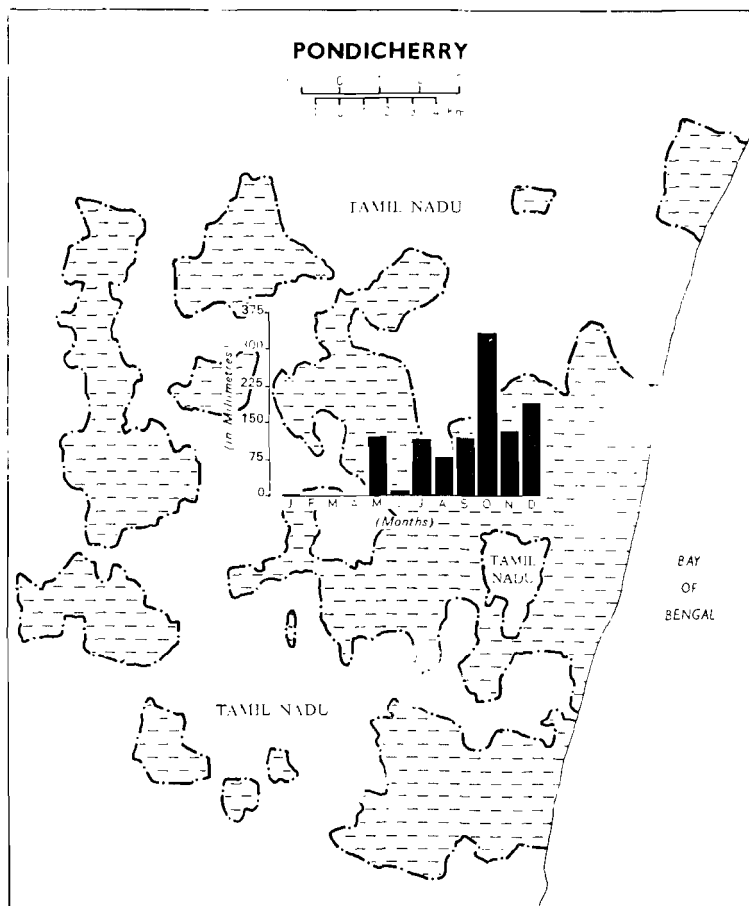 PONDICHERRY
TAMIL NADU
375
300
225
150
75
0
(in Millimetres)
J F M A M J A S O N D
(Months)
TAMIL
NADU
BAY
OF
BENGAL
TAMIL NADU